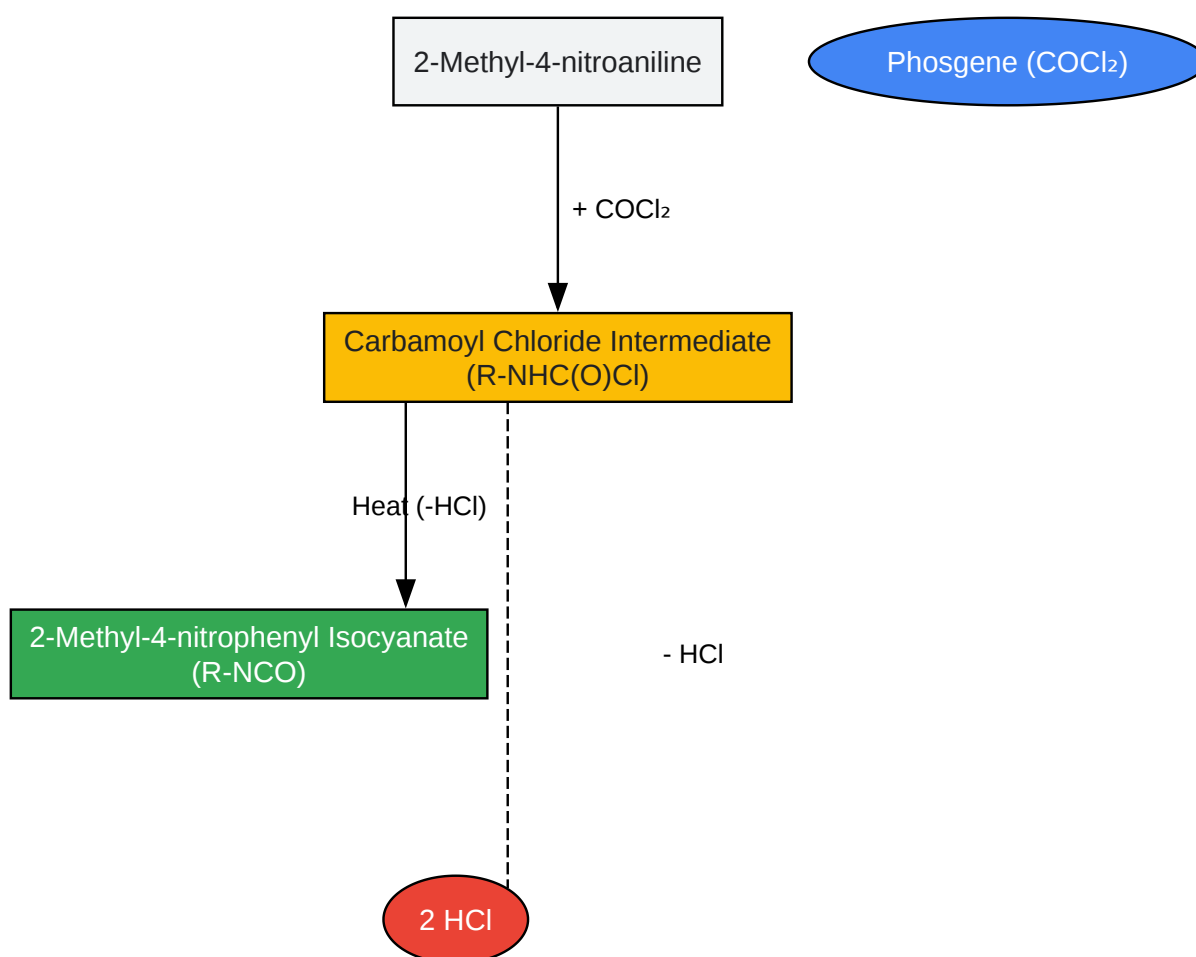 2-Methyl-4-nitroaniline
Phosgene (COCl₂)
+ COCl₂
Carbamoyl Chloride Intermediate
(R-NHC(O)Cl)
Heat (-HCl)
2-Methyl-4-nitrophenyl Isocyanate
(R-NCO)
- HCl
2 HCl